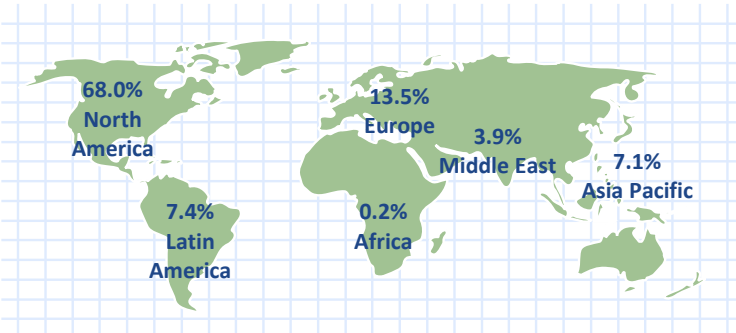 68.0%
North
America
13.5%
Europe
3.9%
Middle East
7.1%
Asia Pacific
7.4%
Latin
America
0.2%
Africa